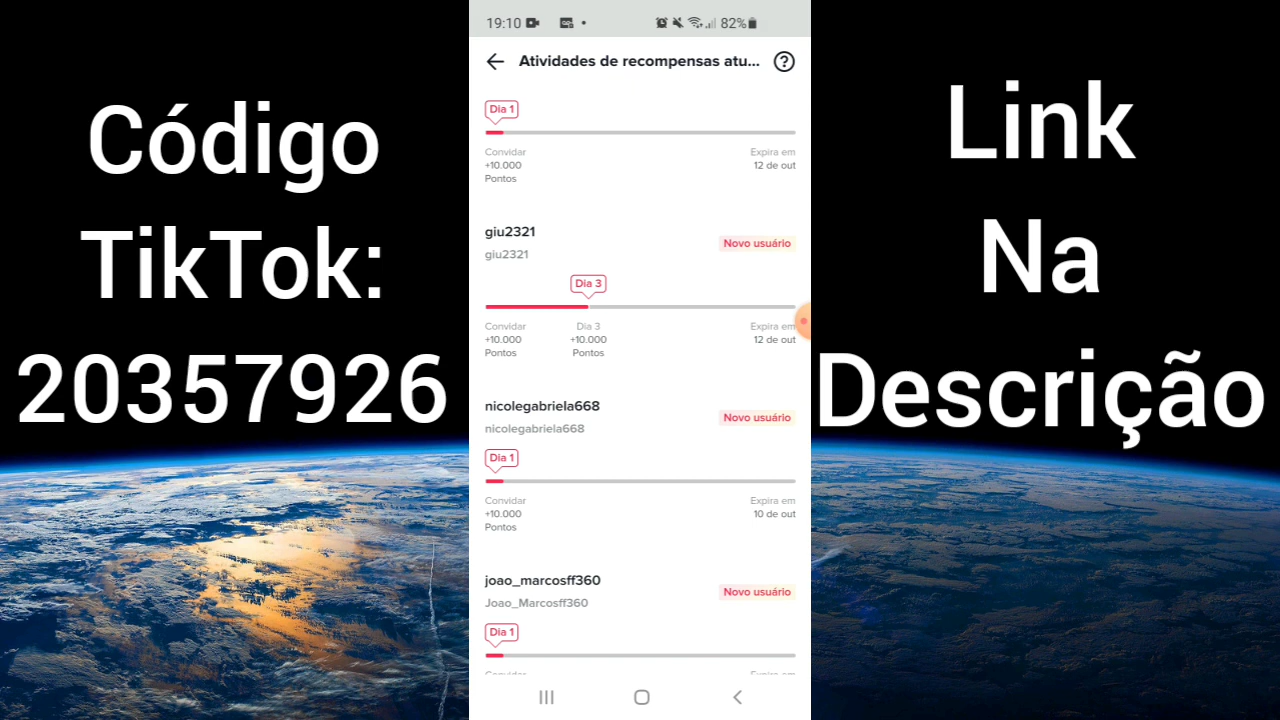 Código
TikTok:
20357926
19:10
82%
Atividades de recompensas atu...
Dia 1
Convidar
+10.000
Pontos
Expira em
12 de out
giu2321
giu2321
Novo usuário
Dia 3
Convidar
+10.000
Pontos
Dia 3
+10.000
Pontos
Expira em
12 de out
nicolegabriela668
nicolegabriela668
Novo usuário
Dia 1
Convidar
+10.000
Pontos
Expira em
10 de out
joao_marcosff360
Joao_Marcosff360
Novo usuário
Dia 1
Convidar
Expira em
Link
Na
Descrição